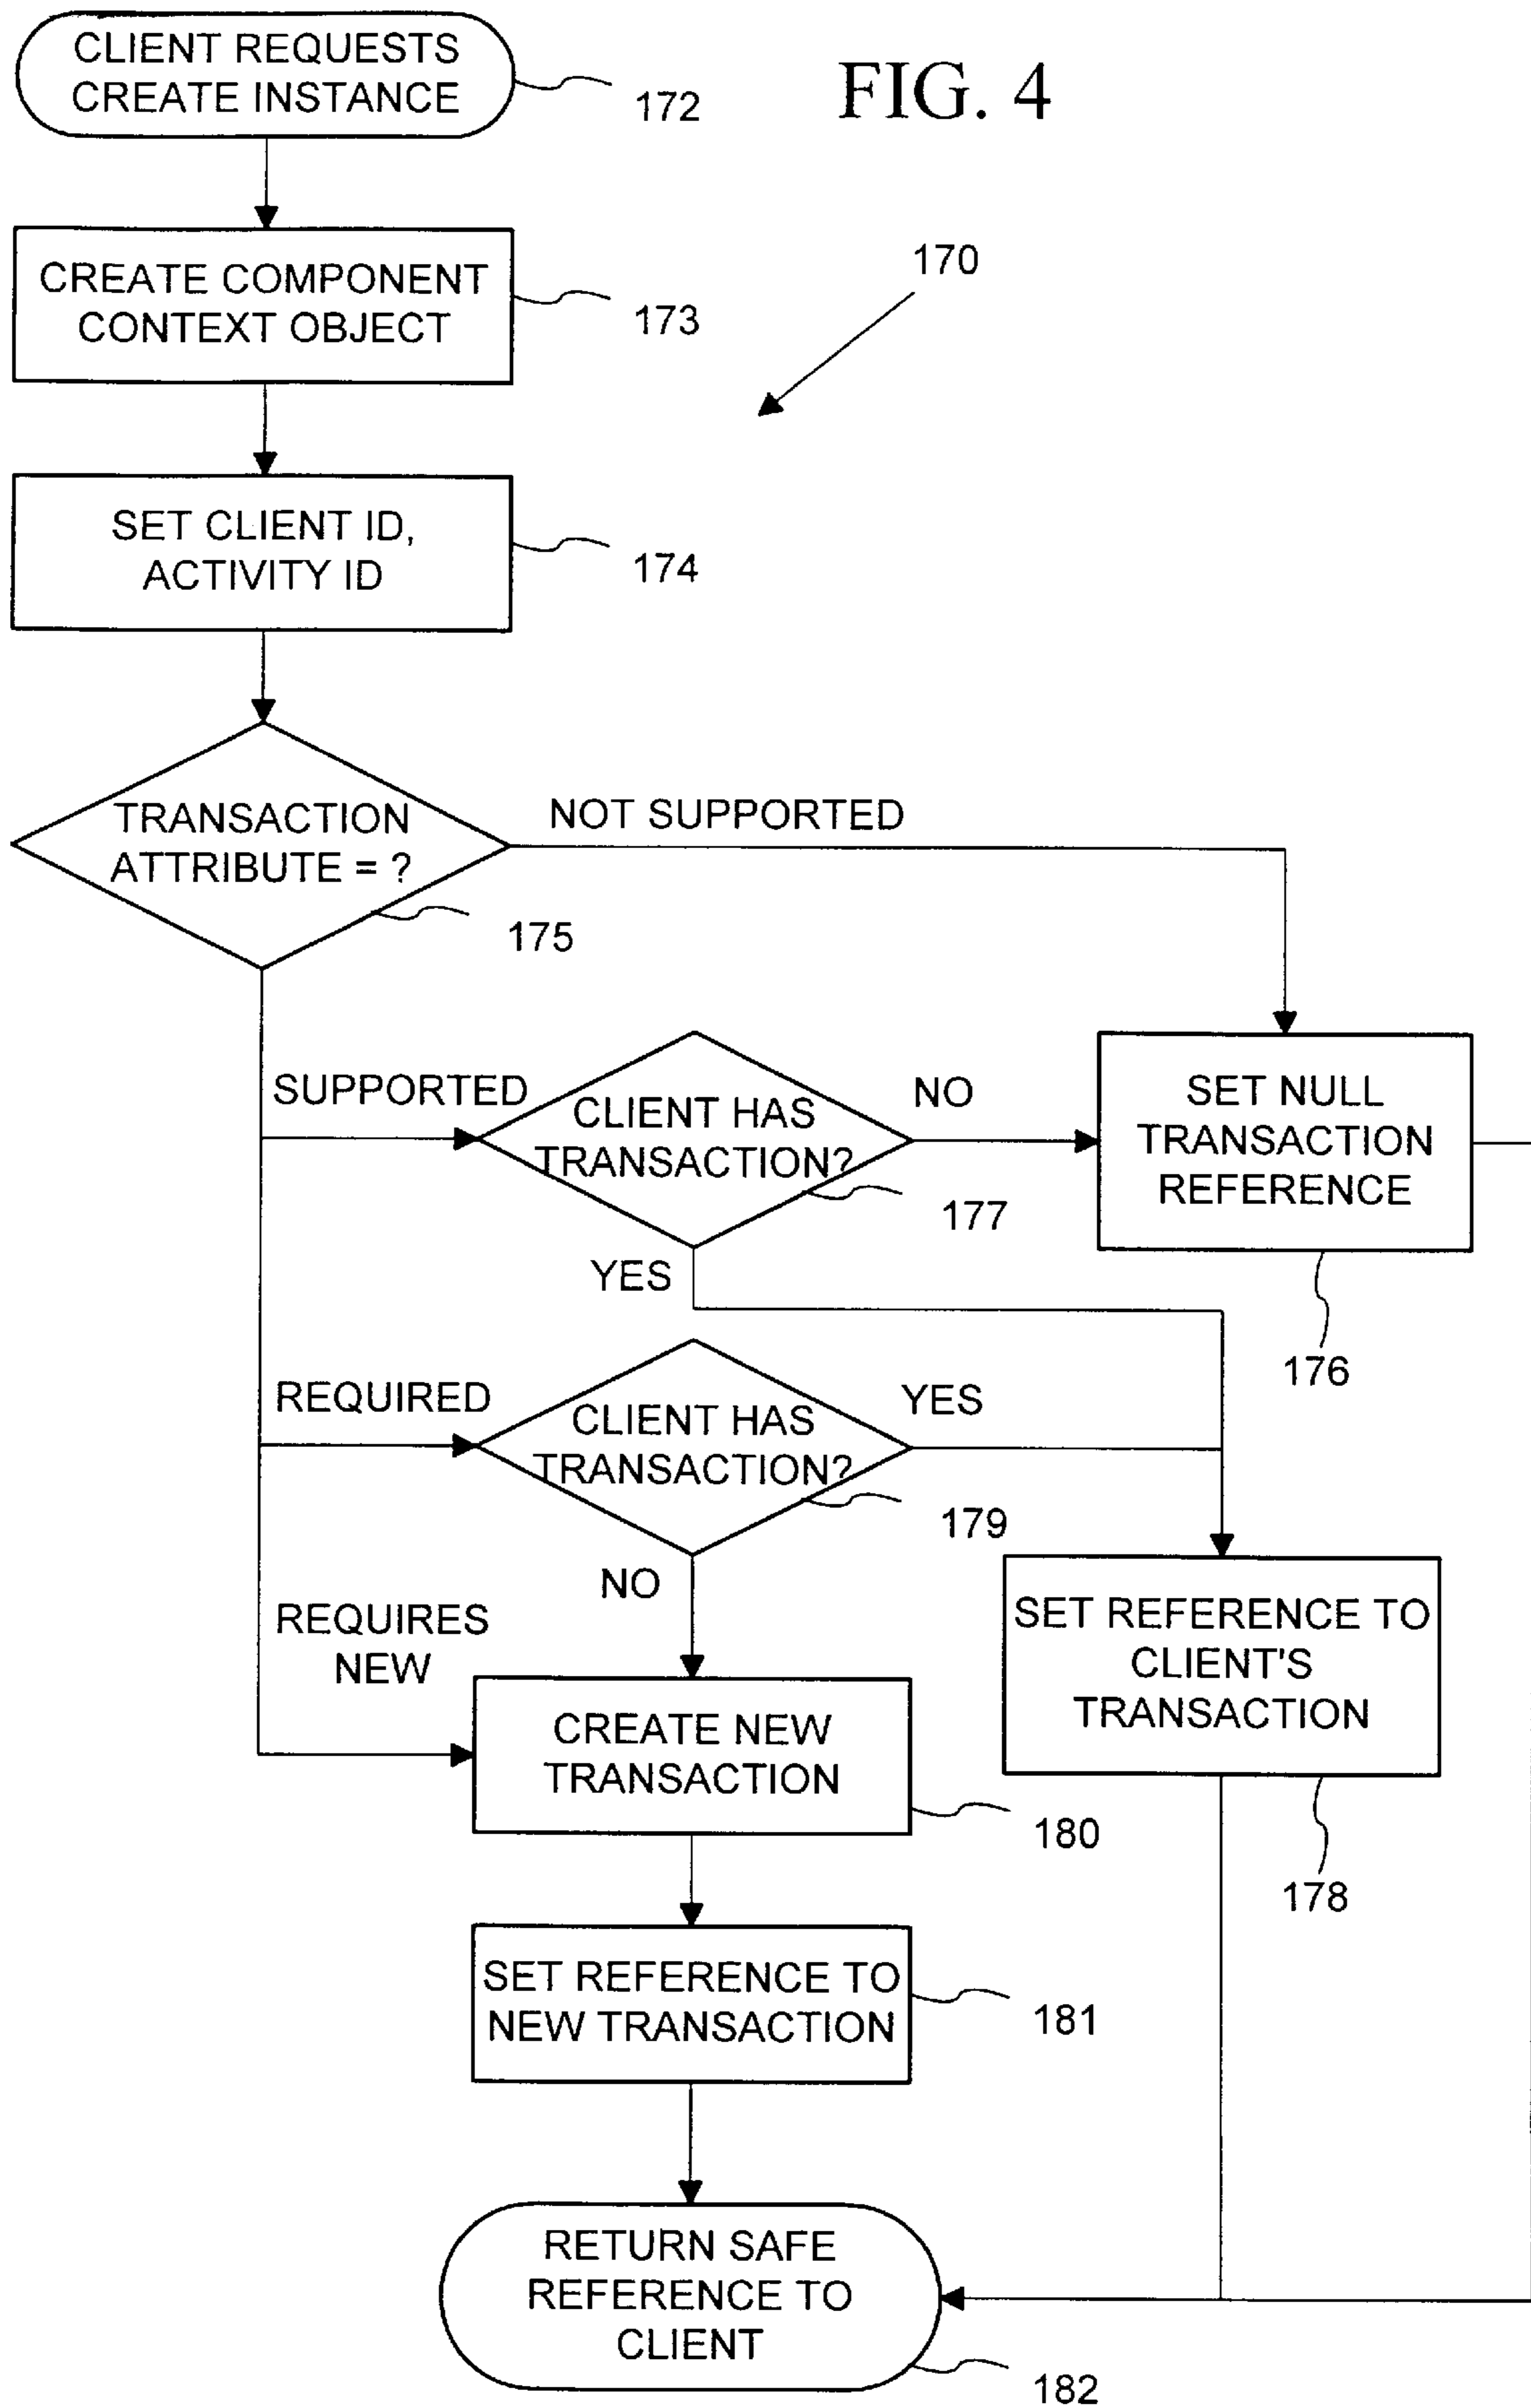 FIG. 4
CLIENT REQUESTS
CREATE INSTANCE
172
CREATE COMPONENT
CONTEXT OBJECT
173
170
SET CLIENT ID,
ACTIVITY ID
174
TRANSACTION
ATTRIBUTE = ?
175
NOT SUPPORTED
SUPPORTED
CLIENT HAS
TRANSACTION?
177
NO
YES
SET NULL
TRANSACTION
REFERENCE
176
REQUIRED
CLIENT HAS
TRANSACTION?
179
YES
NO
SET REFERENCE TO
CLIENT'S
TRANSACTION
178
REQUIRES
NEW
CREATE NEW
TRANSACTION
180
SET REFERENCE TO
NEW TRANSACTION
181
RETURN SAFE
REFERENCE TO
CLIENT
182